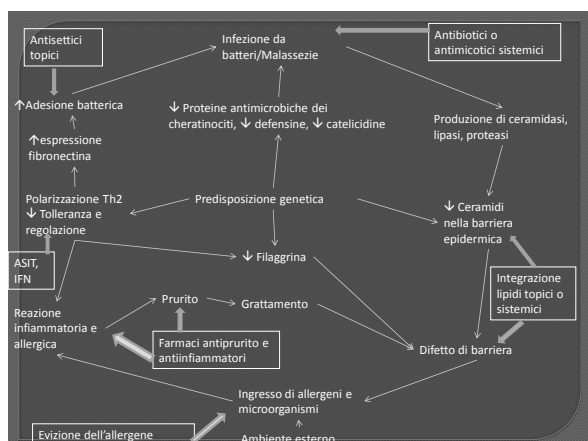 Antisettici
topici
Infezione da
batteri/Malassezie
Antibiotici o
antimicotici sistemici
↑Adesione batterica
↓ Proteine antimicrobiche dei
cheratinociti, ↓ defensine, ↓ catelicidine
Produzione di ceramidasi,
lipasi, proteasi
↑espressione
fibronectina
Polarizzazione Th2
↓ Tolleranza e
regolazione
Predisposizione genetica
↓ Ceramidi
nella barriera
epidermica
ASIT,
IFN
↓ Filaggrina
Integrazione
lipidi topici o
sistemici
Prurito
Grattamento
Reazione
infiammatoria e
allergica
Farmaci antiprurito e
antiinfiammatori
Difetto di barriera
Ingresso di allergeni e
microorganismi
Evizione dell'allergene
Ambiente esterno